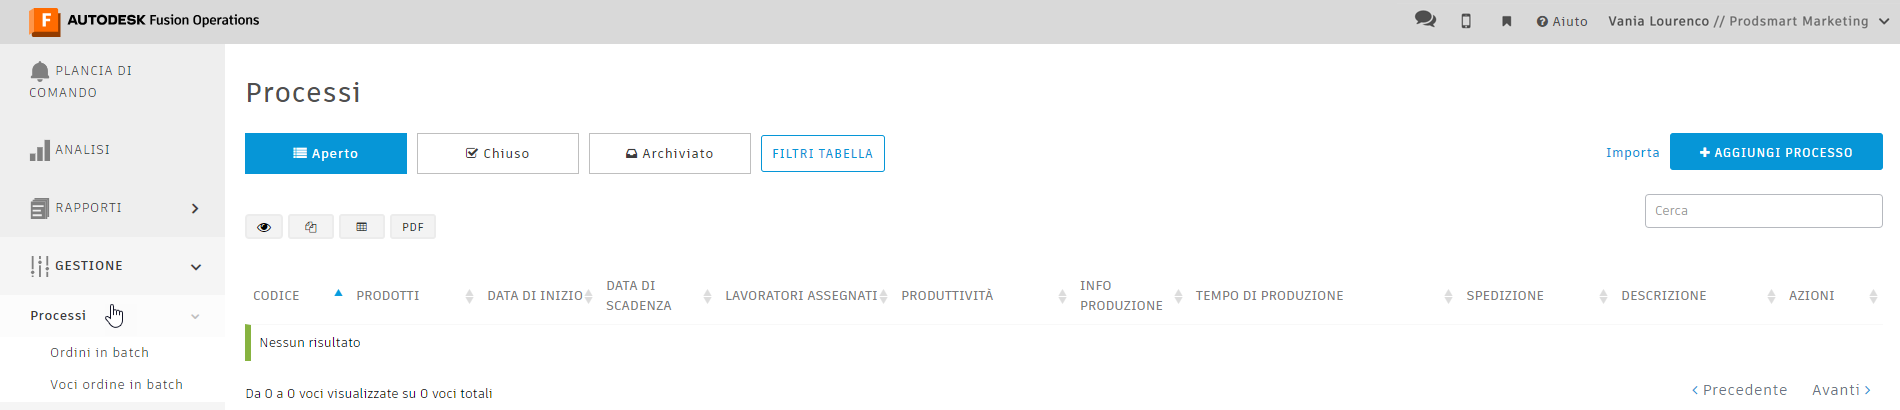 F AUTODESK Fusion Operations
Aiuto
Vania Lourenco // Prodsmart Marketing
PLANCIA DI
COMANDO
ANALISI
RAPPORTI
GESTIONE
Processi
Ordini in batch
Voci ordine in batch
Processi
Aperto
Chiuso
Archiviato
FILTRI TABELLA
Importa
+ AGGIUNGI PROCESSO
PDF
Cerca
CODICE
PRODOTTI
DATA DI INIZIO
DATA DI
SCADENZA
LAVORATORI ASSEGNATI
PRODUTTIVITÀ
INFO
PRODUZIONE
TEMPO DI PRODUZIONE
SPEDIZIONE
DESCRIZIONE
AZIONI
Nessun risultato
Da 0 a 0 voci visualizzate su 0 voci totali
‹ Precedente
Avanti ›